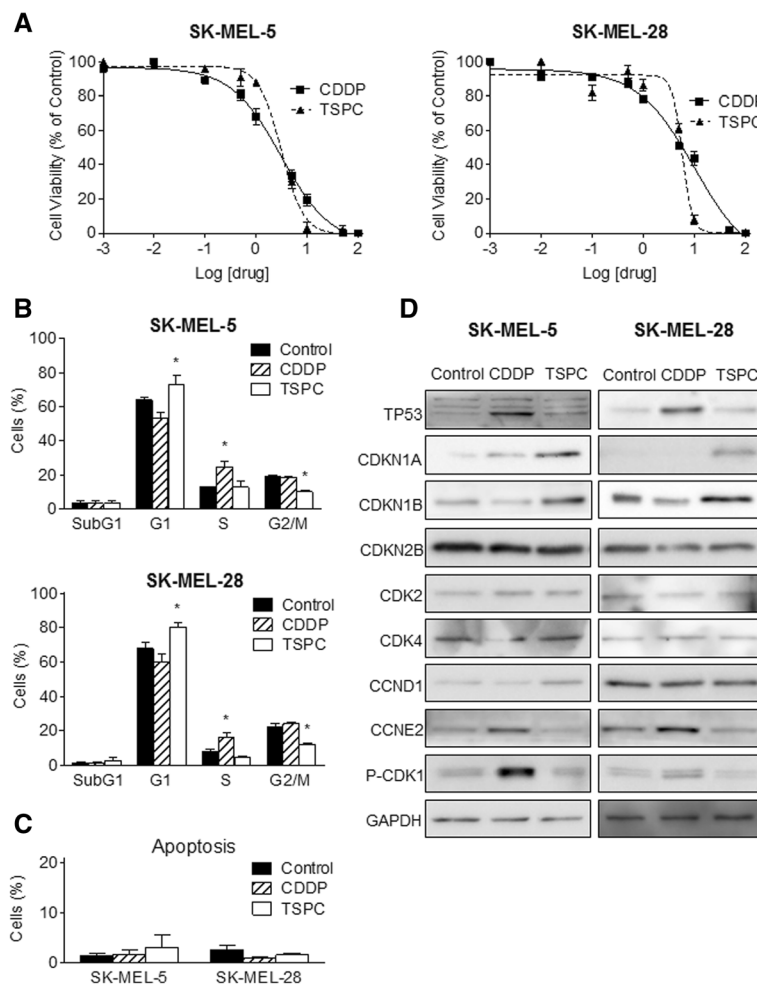 A
SK-MEL-5
Cell Viability (% of Control)
100
80
60
40
20
0
-3 -2 -1 0 1 2
Log [drug]
CDDP
TSPC
SK-MEL-28
Cell Viability (% of Control)
100
80
60
40
20
0
-3 -2 -1 0 1 2
Log [drug]
CDDP
TSPC
B
SK-MEL-5
Cells (%)
100
80
60
40
20
0
Control
CDDP
TSPC
* * *
SubG1 G1 S G2/M
SK-MEL-28
Cells (%)
100
80
60
40
20
0
Control
CDDP
TSPC
* * *
SubG1 G1 S G2/M
C
Apoptosis
Cells (%)
20
10
0
Control
CDDP
TSPC
SK-MEL-5 SK-MEL-28
D
SK-MEL-5 SK-MEL-28
Control CDDP TSPC Control CDDP TSPC
TP53
CDKN1A
CDKN1B
CDKN2B
CDK2
CDK4
CCND1
CCNE2
P-CDK1
GAPDH